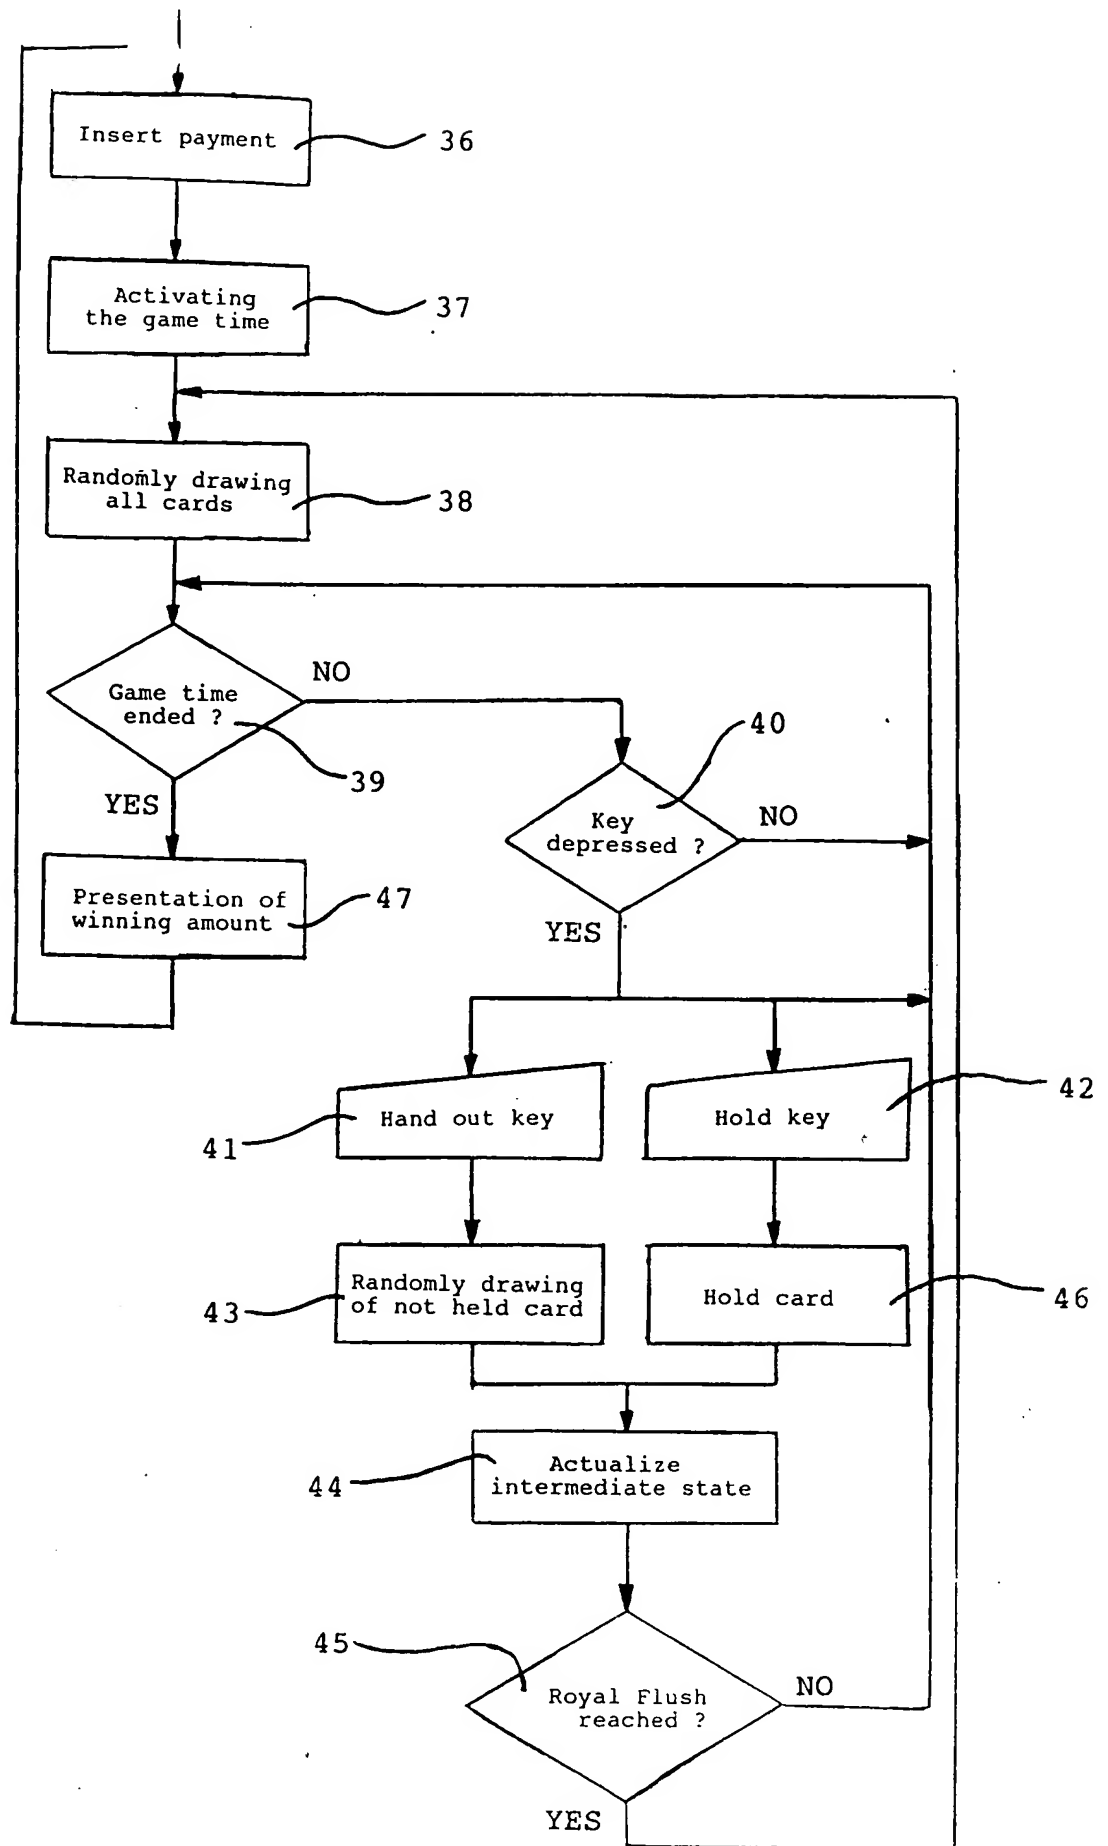 Insert payment
36
Activating
the game time
37
Randomly drawing
all cards
38
Game time
ended ?
NO
39
YES
40
Key
depressed ?
NO
YES
Presentation of
winning amount
47
Hand out key
41
Hold key
42
Randomly drawing
of not held card
43
Hold card
46
Actualize
intermediate state
44
45
Royal Flush
reached ?
NO
YES